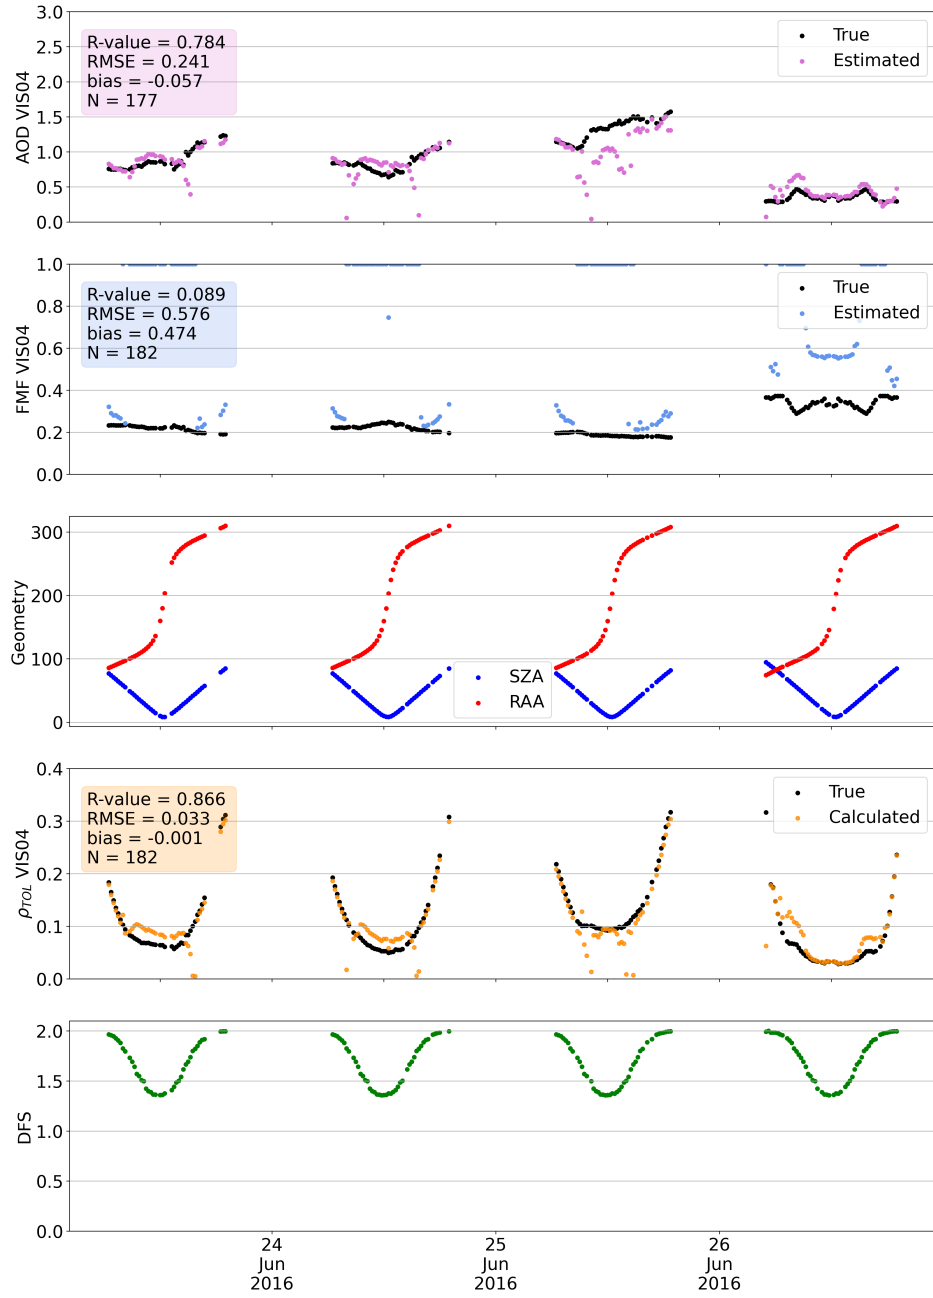 3.0
2.5
2.0
1.5
1.0
0.5
0.0
AOD VIS04
R-value = 0.784
RMSE = 0.241
bias = -0.057
N = 177
True
Estimated
1.0
0.8
0.6
0.4
0.2
0.0
FMF VIS04
R-value = 0.089
RMSE = 0.576
bias = 0.474
N = 182
True
Estimated
300
200
100
0
Geometry
SZA
RAA
0.4
0.3
0.2
0.1
0.0
ρTOL VIS04
R-value = 0.866
RMSE = 0.033
bias = -0.001
N = 182
True
Calculated
2.0
1.5
1.0
0.5
0.0
DFS
24
Jun
2016
25
Jun
2016
26
Jun
2016